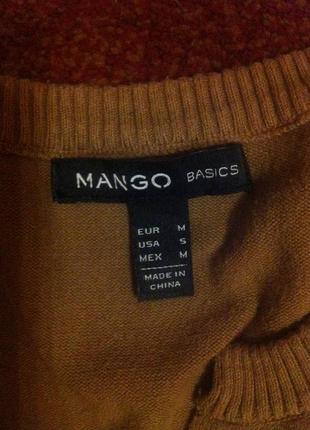 MANGO BASICS
EUR M
USA S
MEX M
MADE IN
CHINA